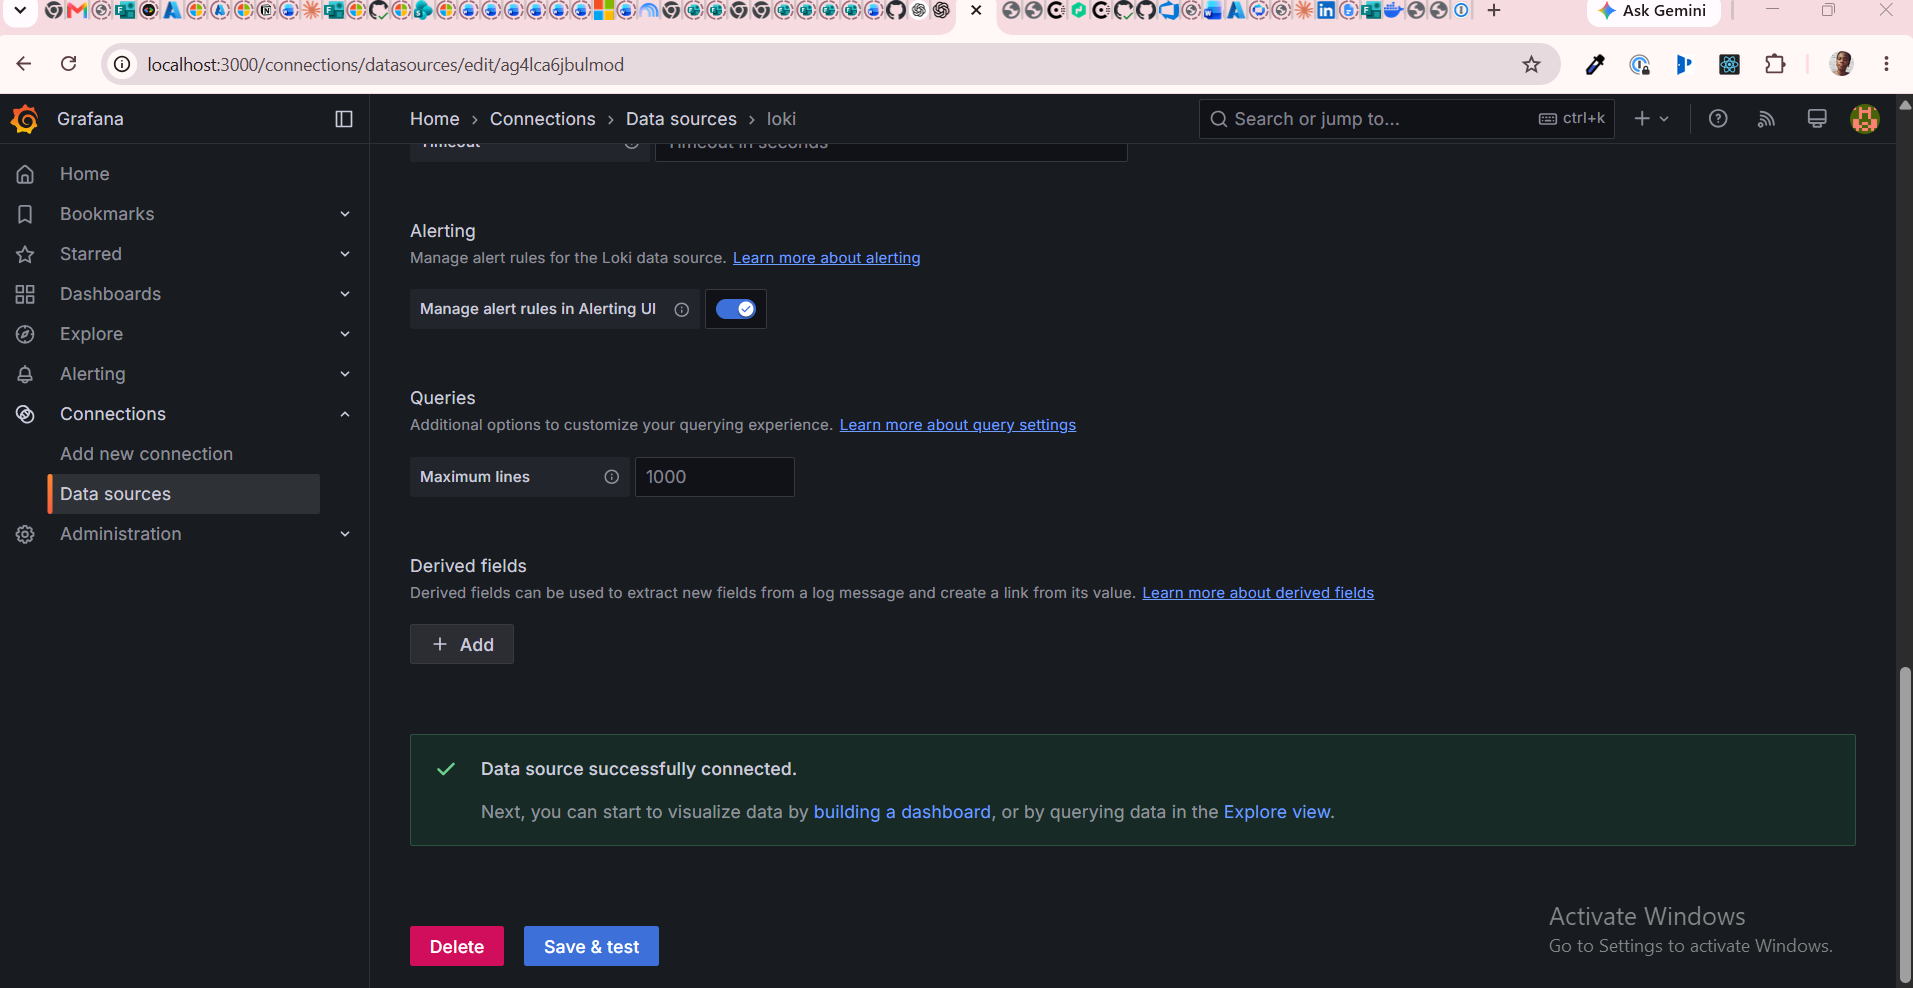 Ask Gemini
localhost:3000/connections/datasources/edit/ag4lca6jbulmod
Grafana
Home › Connections › Data sources › loki
Search or jump to...
ctrl+k
Timeout
Timeout in seconds
Home
Bookmarks
Starred
Dashboards
Explore
Alerting
Connections
Add new connection
Data sources
Administration
Alerting
Manage alert rules for the Loki data source. Learn more about alerting
Manage alert rules in Alerting UI
Queries
Additional options to customize your querying experience. Learn more about query settings
Maximum lines
1000
Derived fields
Derived fields can be used to extract new fields from a log message and create a link from its value. Learn more about derived fields
+ Add
Data source successfully connected.
Next, you can start to visualize data by building a dashboard, or by querying data in the Explore view.
Delete
Save & test
Activate Windows
Go to Settings to activate Windows.